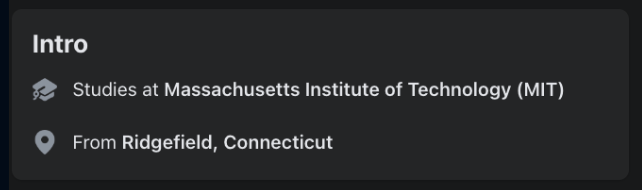 Intro
Studies at Massachusetts Institute of Technology (MIT)
From Ridgefield, Connecticut